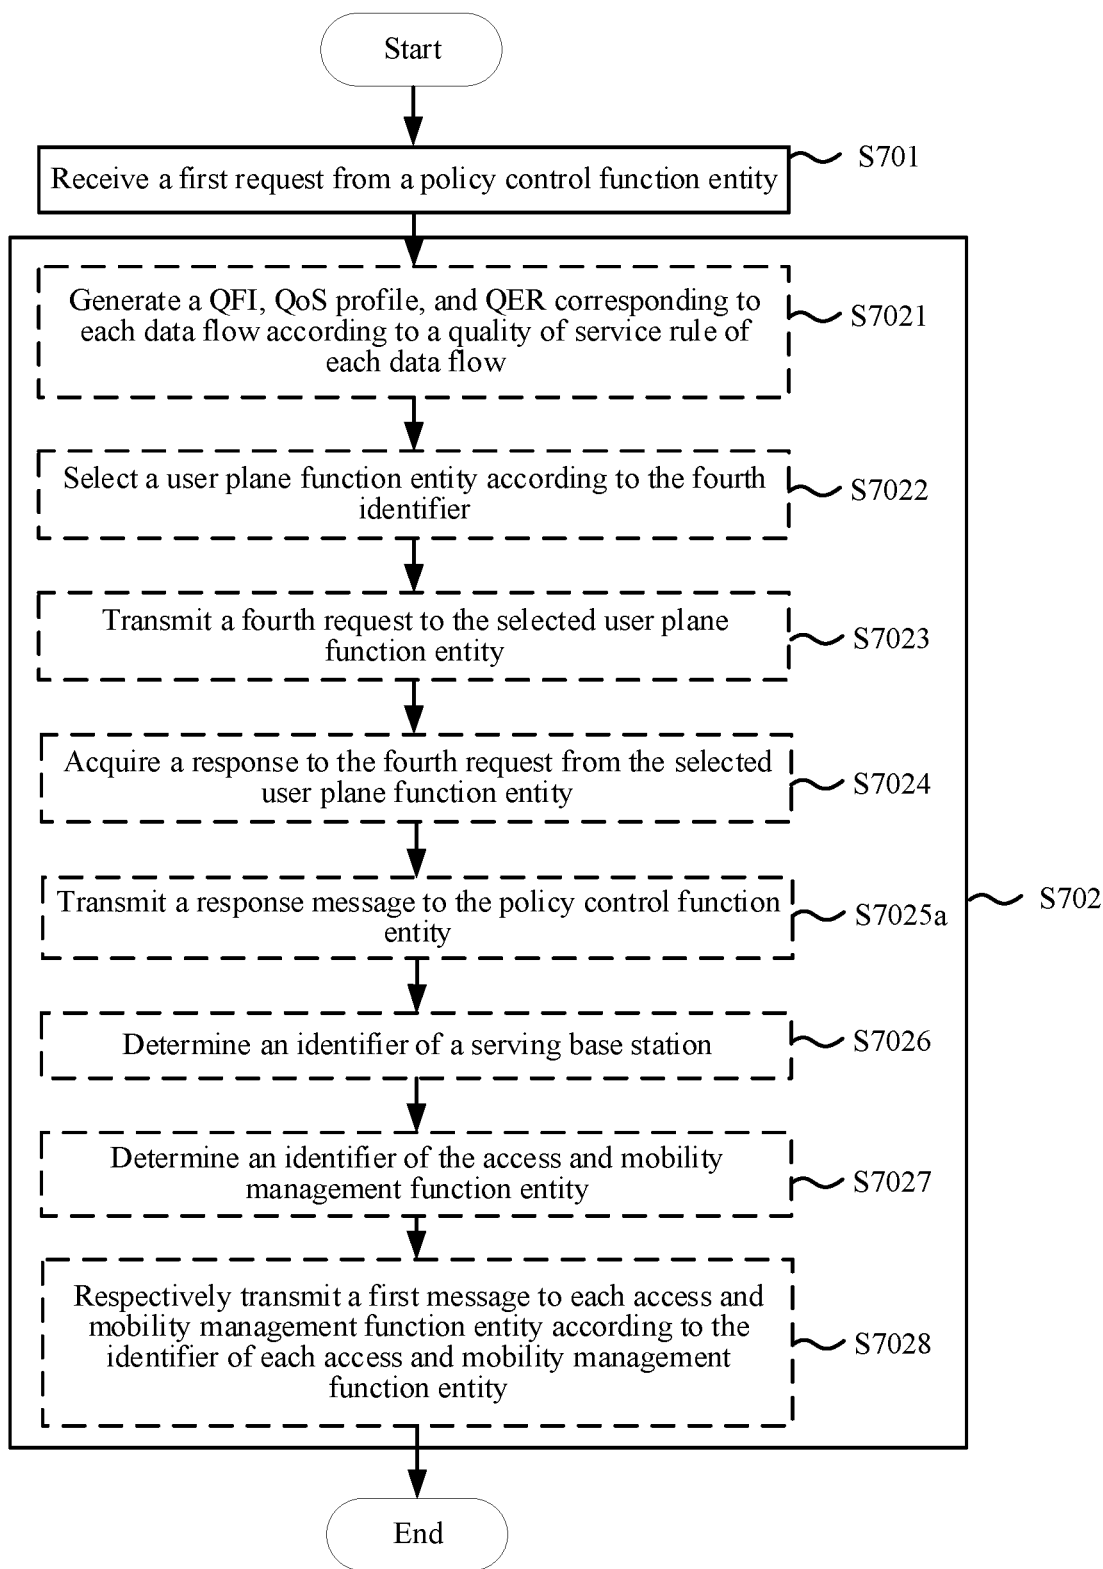 Start
Receive a first request from a policy control function entity
S701
Generate a QFI, QoS profile, and QER corresponding to
each data flow according to a quality of service rule of
each data flow
S7021
Select a user plane function entity according to the fourth
identifier
S7022
Transmit a fourth request to the selected user plane
function entity
S7023
Acquire a response to the fourth request from the selected
user plane function entity
S7024
Transmit a response message to the policy control function
entity
S7025a
S702
Determine an identifier of a serving base station
S7026
Determine an identifier of the access and mobility
management function entity
S7027
Respectively transmit a first message to each access and
mobility management function entity according to the
identifier of each access and mobility management
function entity
S7028
End